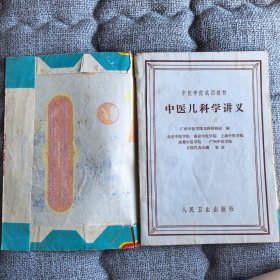 中医学院试用教材
中医儿科学讲义
广州中医学院儿科教研组 编
北京中医学院 南京中医学院 上海中医学院
成都中医学院 广州中医学院
人民卫生出版社